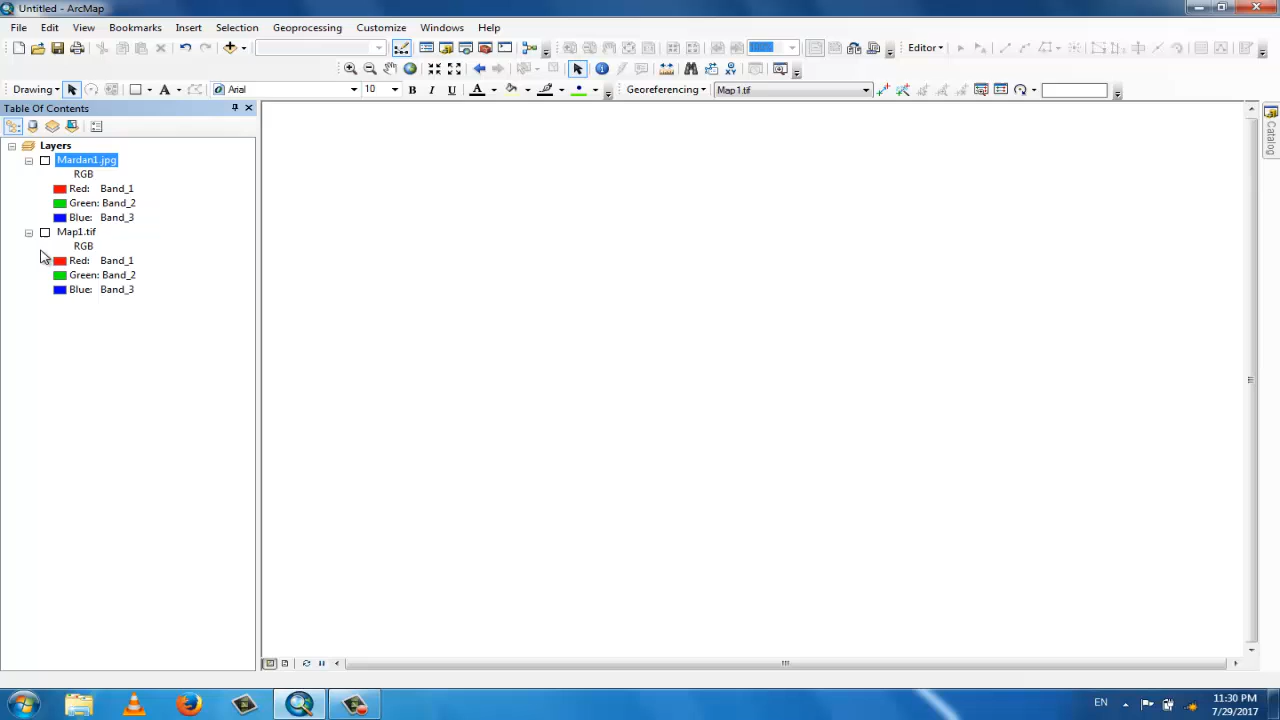 Untitled - ArcMap
File Edit View Bookmarks Insert Selection Geoprocessing Customize Windows Help
Editor
Drawing Arial 10 B I U A Georeferencing Map1.tif
Table Of Contents
Layers
Mardan1.jpg
RGB
Red: Band_1
Green: Band_2
Blue: Band_3
Map1.tif
RGB
Red: Band_1
Green: Band_2
Blue: Band_3
Catalog
EN
11:30 PM
7/29/2017